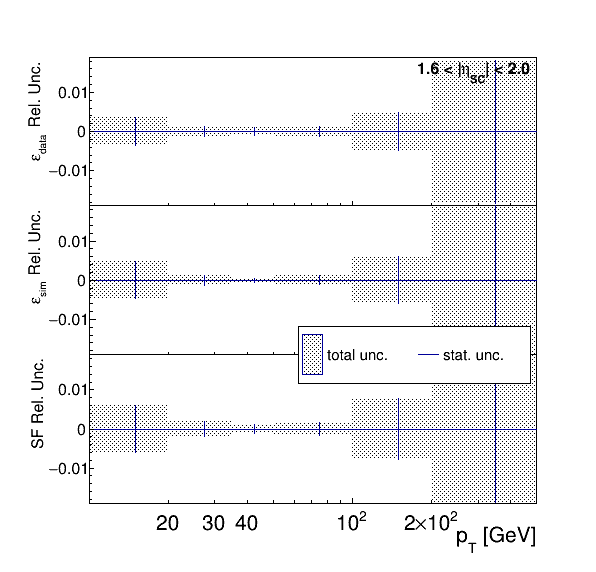 1.6 < |η_SC| < 2.0
ε_data Rel. Unc.
0.01
0
−0.01
ε_sim Rel. Unc.
0.01
0
−0.01
total unc. stat. unc.
SF Rel. Unc.
0.01
0
−0.01
20 30 40 10² 2×10²
p_T [GeV]